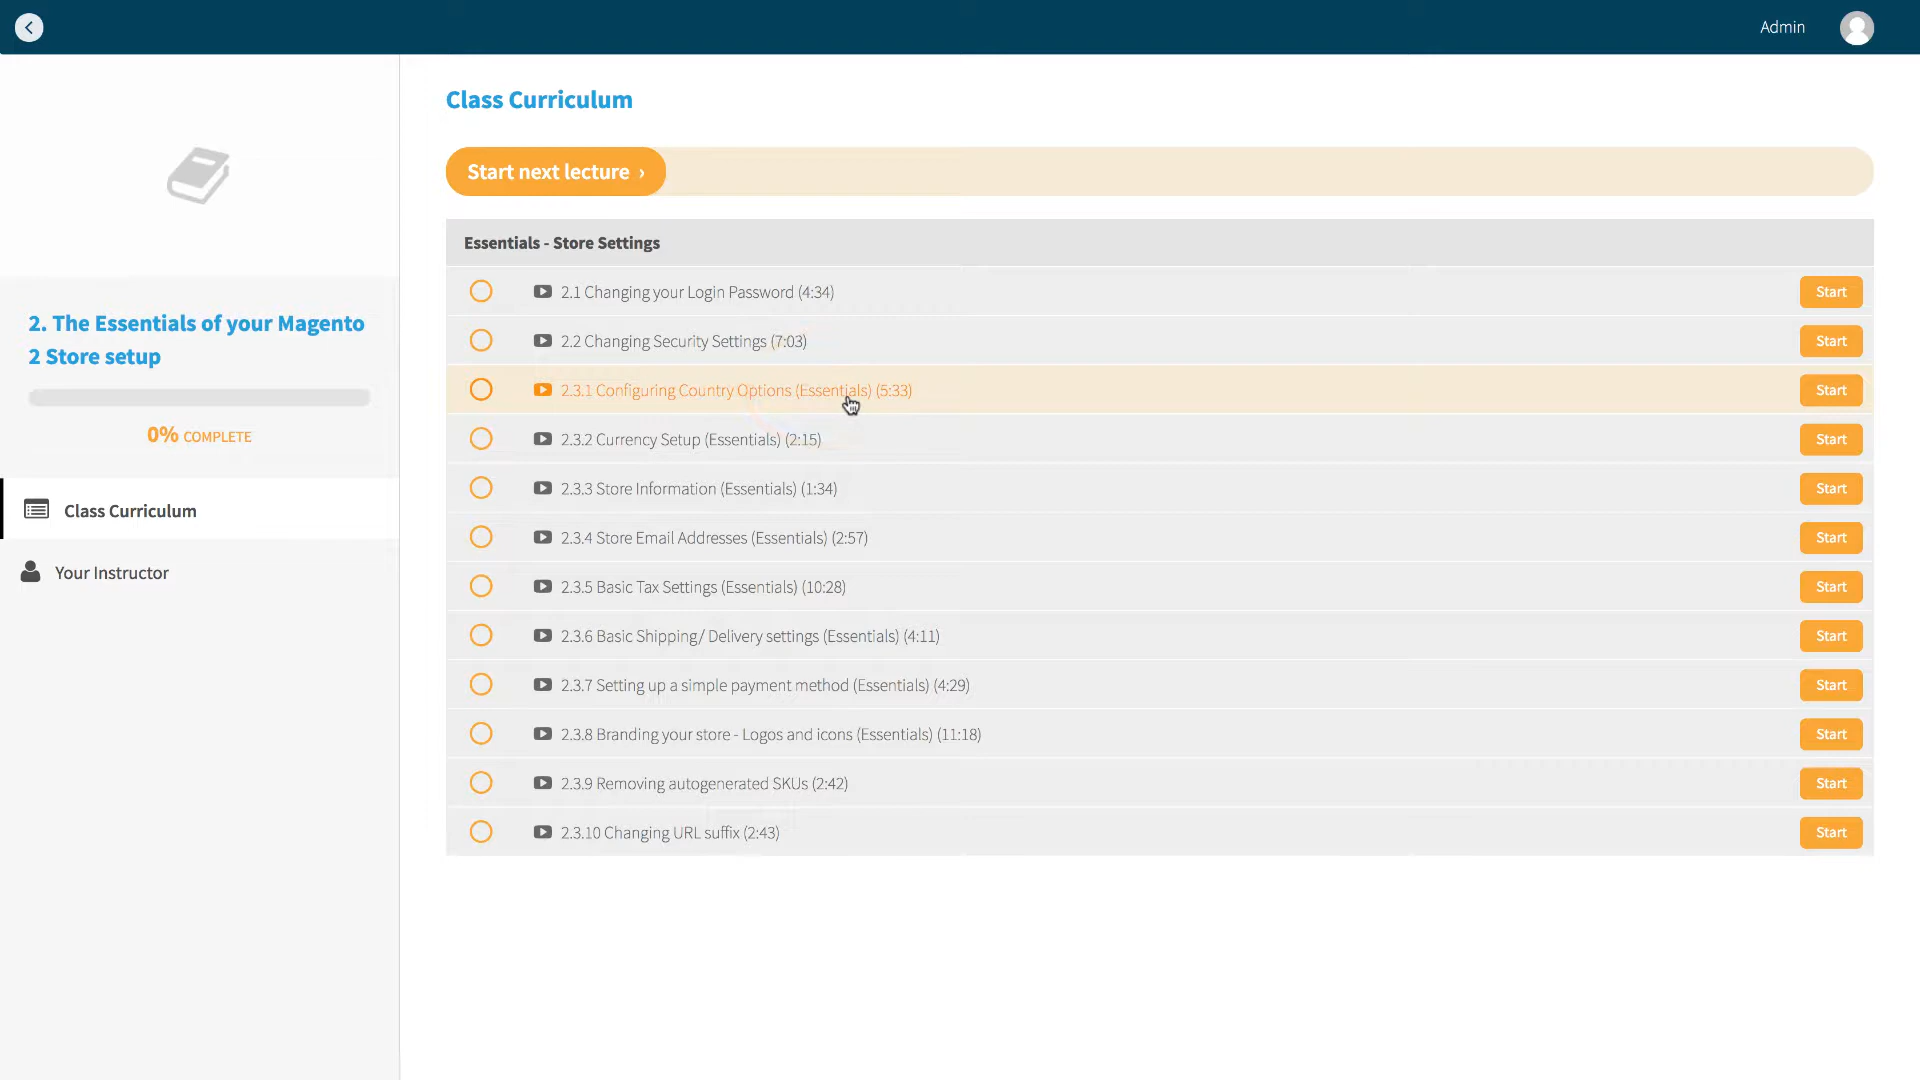 Admin
Class Curriculum
Start next lecture ›
2. The Essentials of your Magento
2 Store setup
0% COMPLETE
Class Curriculum
Your Instructor
Essentials - Store Settings
2.1 Changing your Login Password (4:34) Start
2.2 Changing Security Settings (7:03) Start
2.3.1 Configuring Country Options (Essentials) (5:33) Start
2.3.2 Currency Setup (Essentials) (2:15) Start
2.3.3 Store Information (Essentials) (1:34) Start
2.3.4 Store Email Addresses (Essentials) (2:57) Start
2.3.5 Basic Tax Settings (Essentials) (10:28) Start
2.3.6 Basic Shipping/ Delivery settings (Essentials) (4:11) Start
2.3.7 Setting up a simple payment method (Essentials) (4:29) Start
2.3.8 Branding your store - Logos and icons (Essentials) (11:18) Start
2.3.9 Removing autogenerated SKUs (2:42) Start
2.3.10 Changing URL suffix (2:43) Start